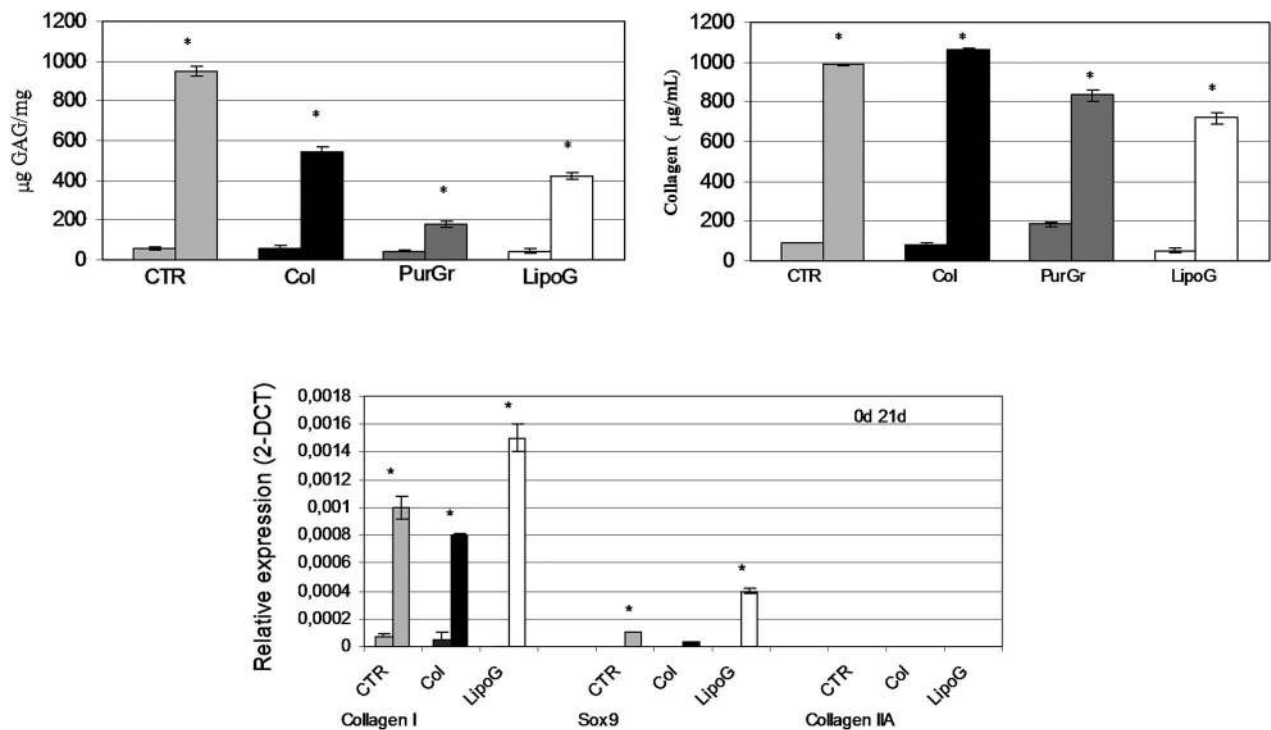 1200
1000
800
600
400
200
0
µg GAG/mg
* * * *
CTR Col PurGr LipoG
1200
1000
800
600
400
200
0
Collagen ( µg/mL)
* * * *
CTR Col PurGr LipoG
0,0018
0,0016
0,0014
0,0012
0,001
0,0008
0,0006
0,0004
0,0002
0
Relative expression (2-DCT)
0d 21d
* * * * *
CTR Col LipoG CTR Col LipoG CTR Col LipoG
Collagen I Sox9 Collagen IIA